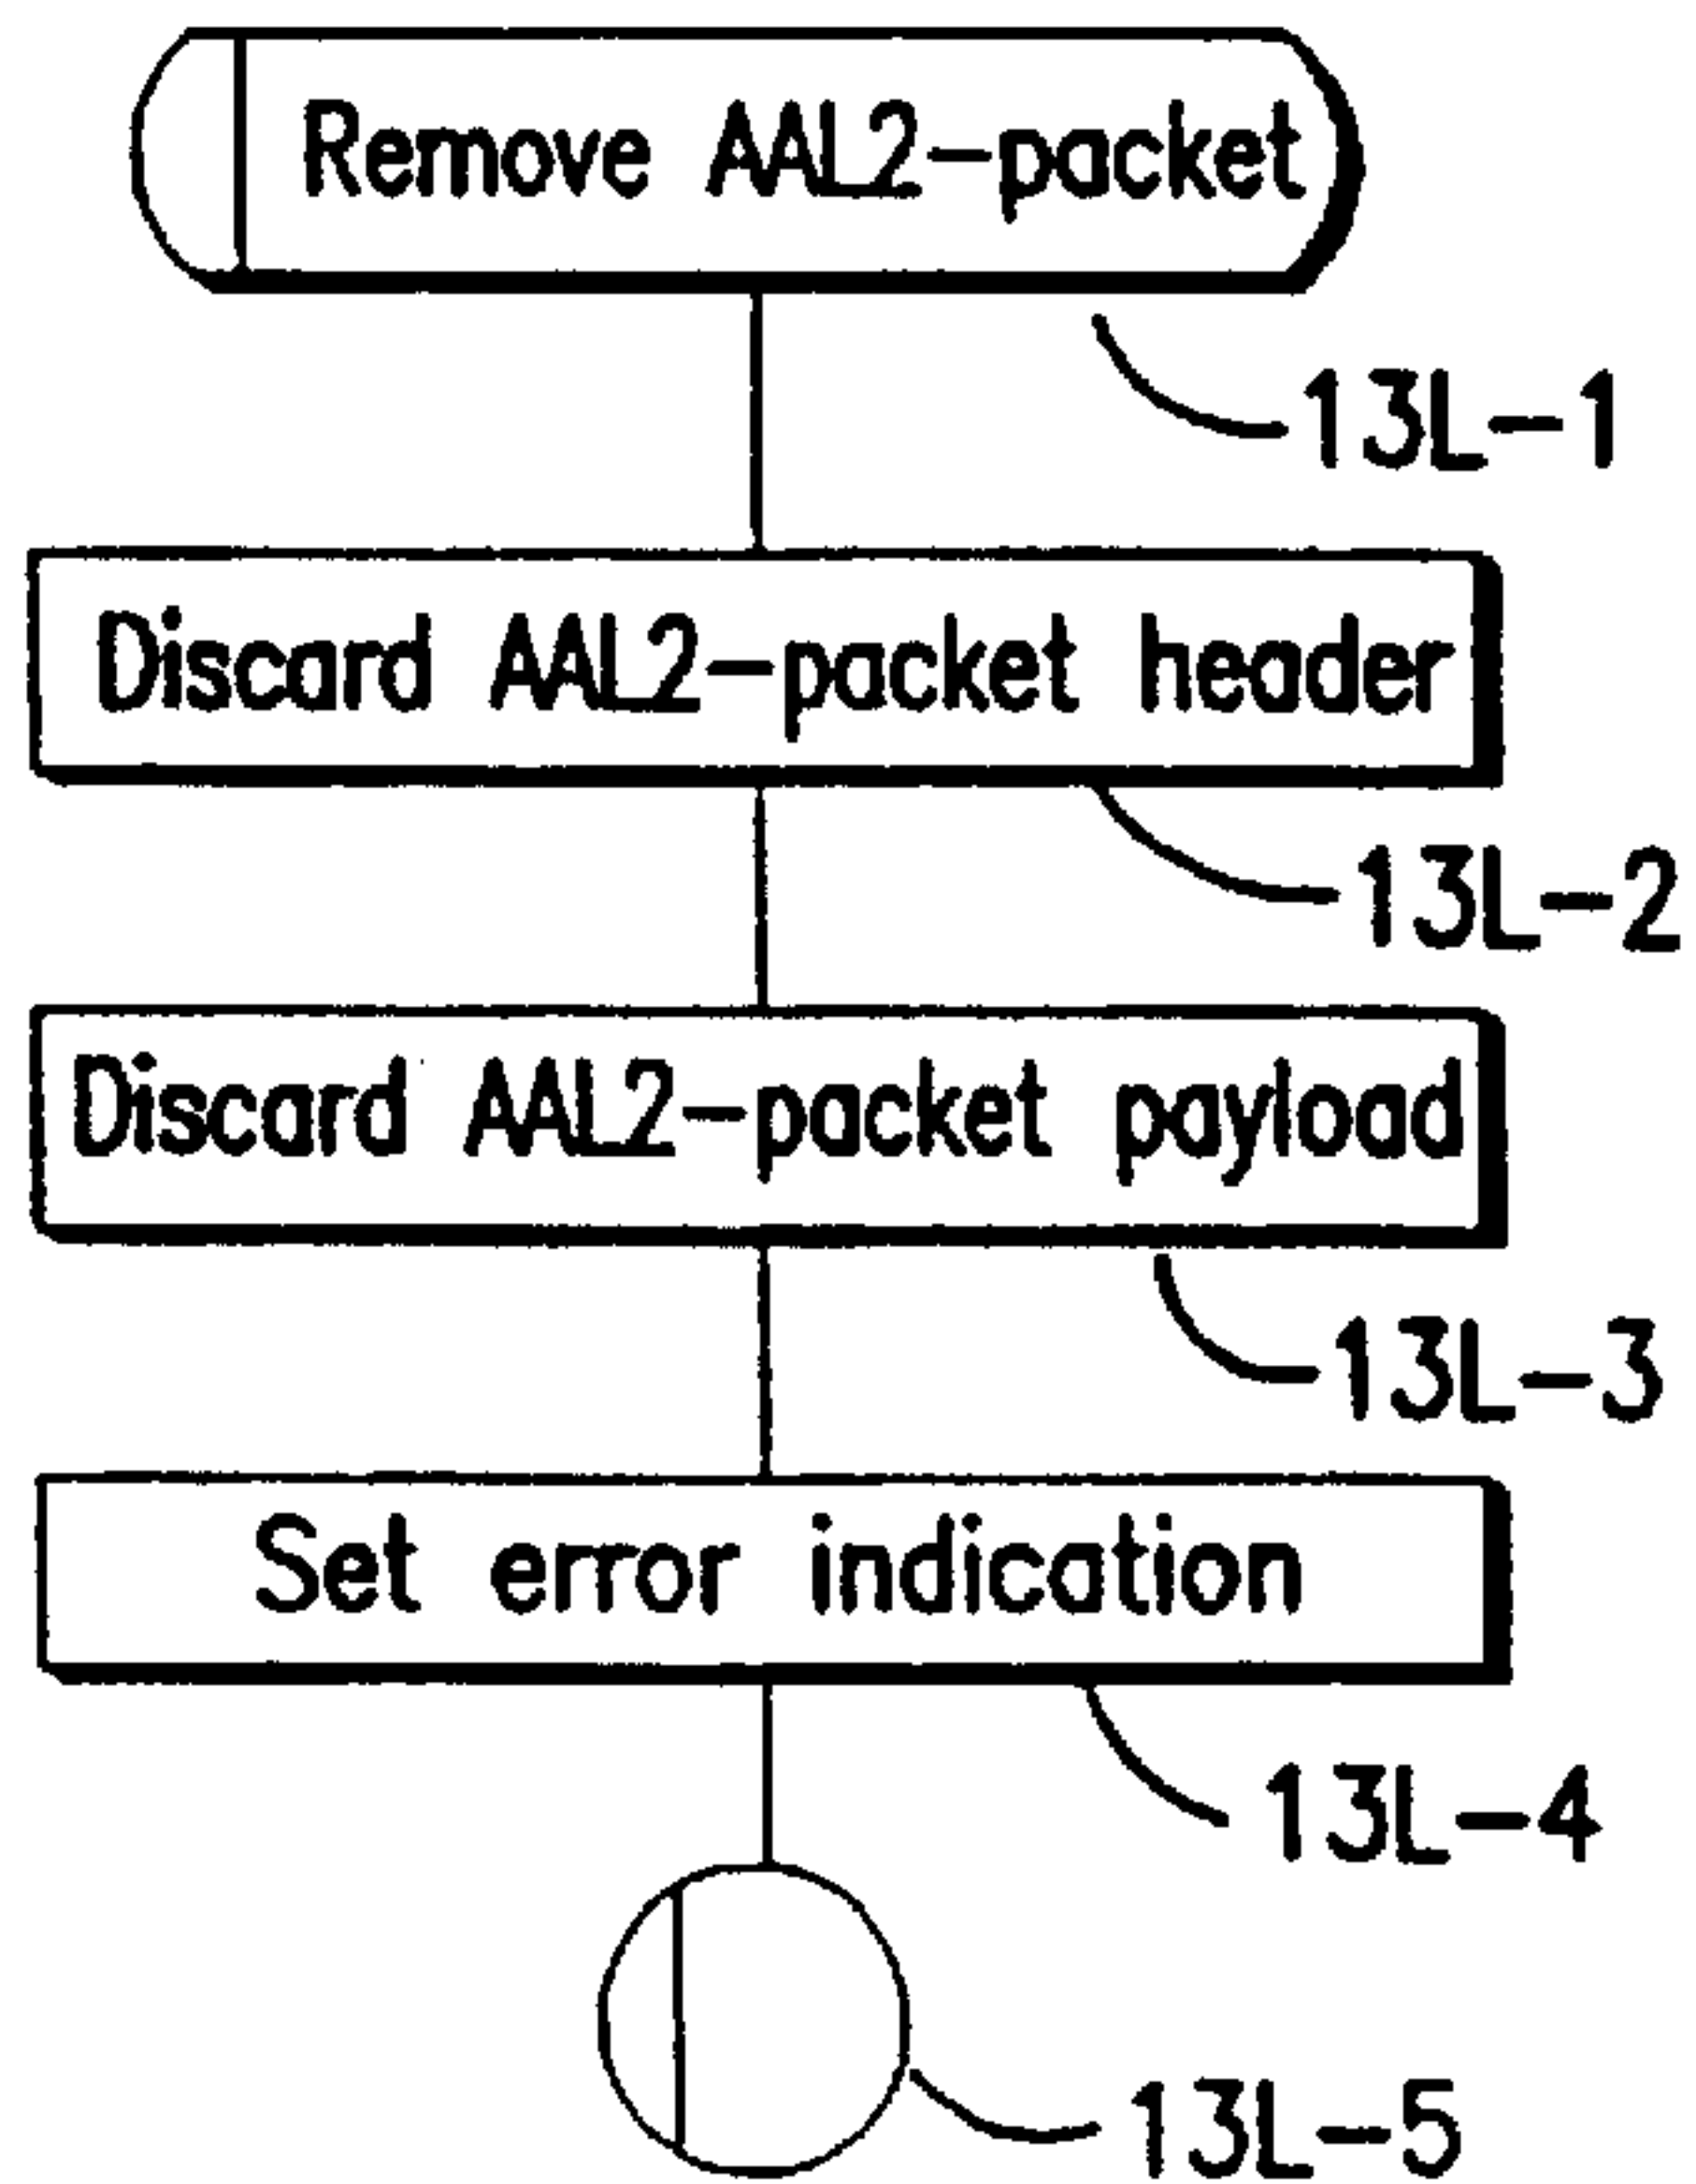 Remove AAL2-packet
13L-1
Discard AAL2-packet header
13L-2
Discard AAL2-packet payload
13L-3
Set error indication
13L-4
13L-5